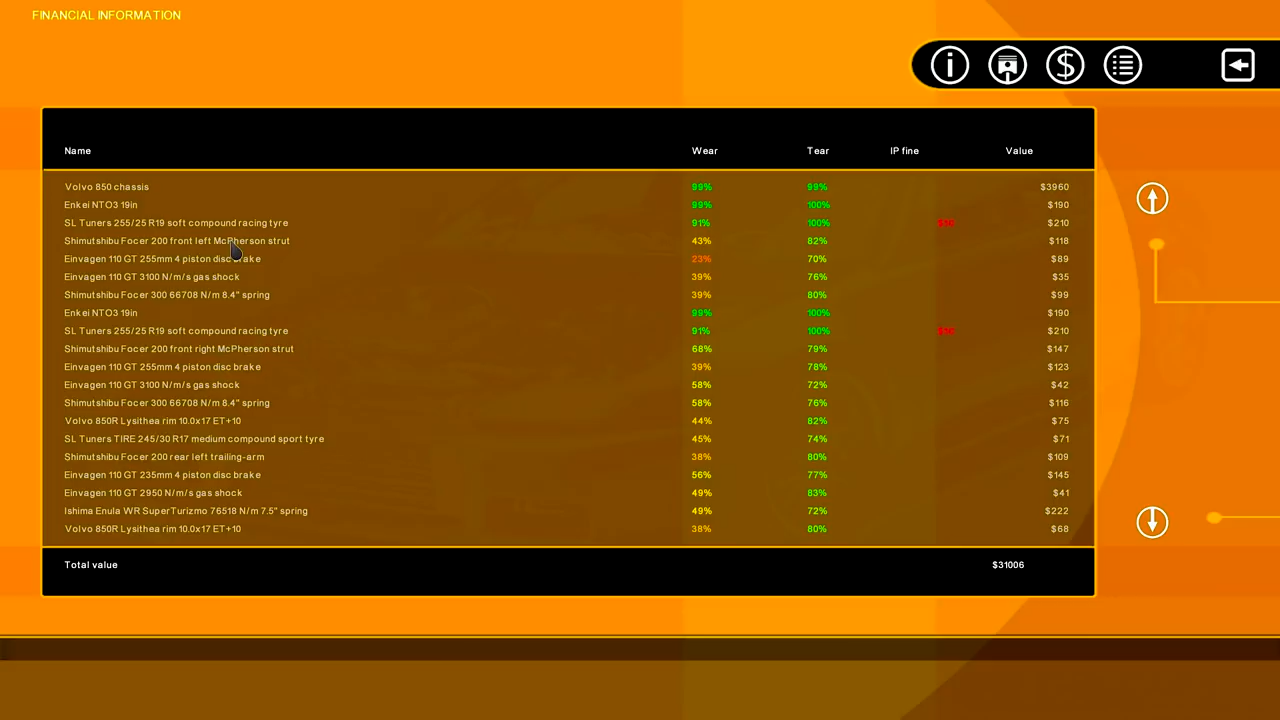 FINANCIAL INFORMATION
Name Wear Tear IP fine Value
Volvo 850 chassis 99% 99% $3960
Enkei NTO3 19in 99% 100% $190
SL Tuners 255/25 R19 soft compound racing tyre 91% 100% $210
Shimutshibu Focer 200 front left McPherson strut 43% 82% $118
Einvagen 110 GT 255mm 4 piston disc brake 23% 70% $89
Einvagen 110 GT 3100 N/m/s gas shock 39% 76% $35
Shimutshibu Focer 300 66708 N/m 8.4" spring 39% 80% $99
Enkei NTO3 19in 99% 100% $190
SL Tuners 255/25 R19 soft compound racing tyre 91% 100% $210
Shimutshibu Focer 200 front right McPherson strut 68% 79% $147
Einvagen 110 GT 255mm 4 piston disc brake 39% 78% $123
Einvagen 110 GT 3100 N/m/s gas shock 58% 72% $42
Shimutshibu Focer 300 66708 N/m 8.4" spring 58% 76% $116
Volvo 850R Lysithea rim 10.0x17 ET+10 44% 82% $75
SL Tuners TIRE 245/30 R17 medium compound sport tyre 45% 74% $71
Shimutshibu Focer 200 rear left trailing-arm 38% 80% $109
Einvagen 110 GT 235mm 4 piston disc brake 56% 77% $145
Einvagen 110 GT 2950 N/m/s gas shock 49% 83% $41
Ishima Enula WR SuperTurizmo 76518 N/m 7.5" spring 49% 72% $222
Volvo 850R Lysithea rim 10.0x17 ET+10 38% 80% $68
Total value $31006